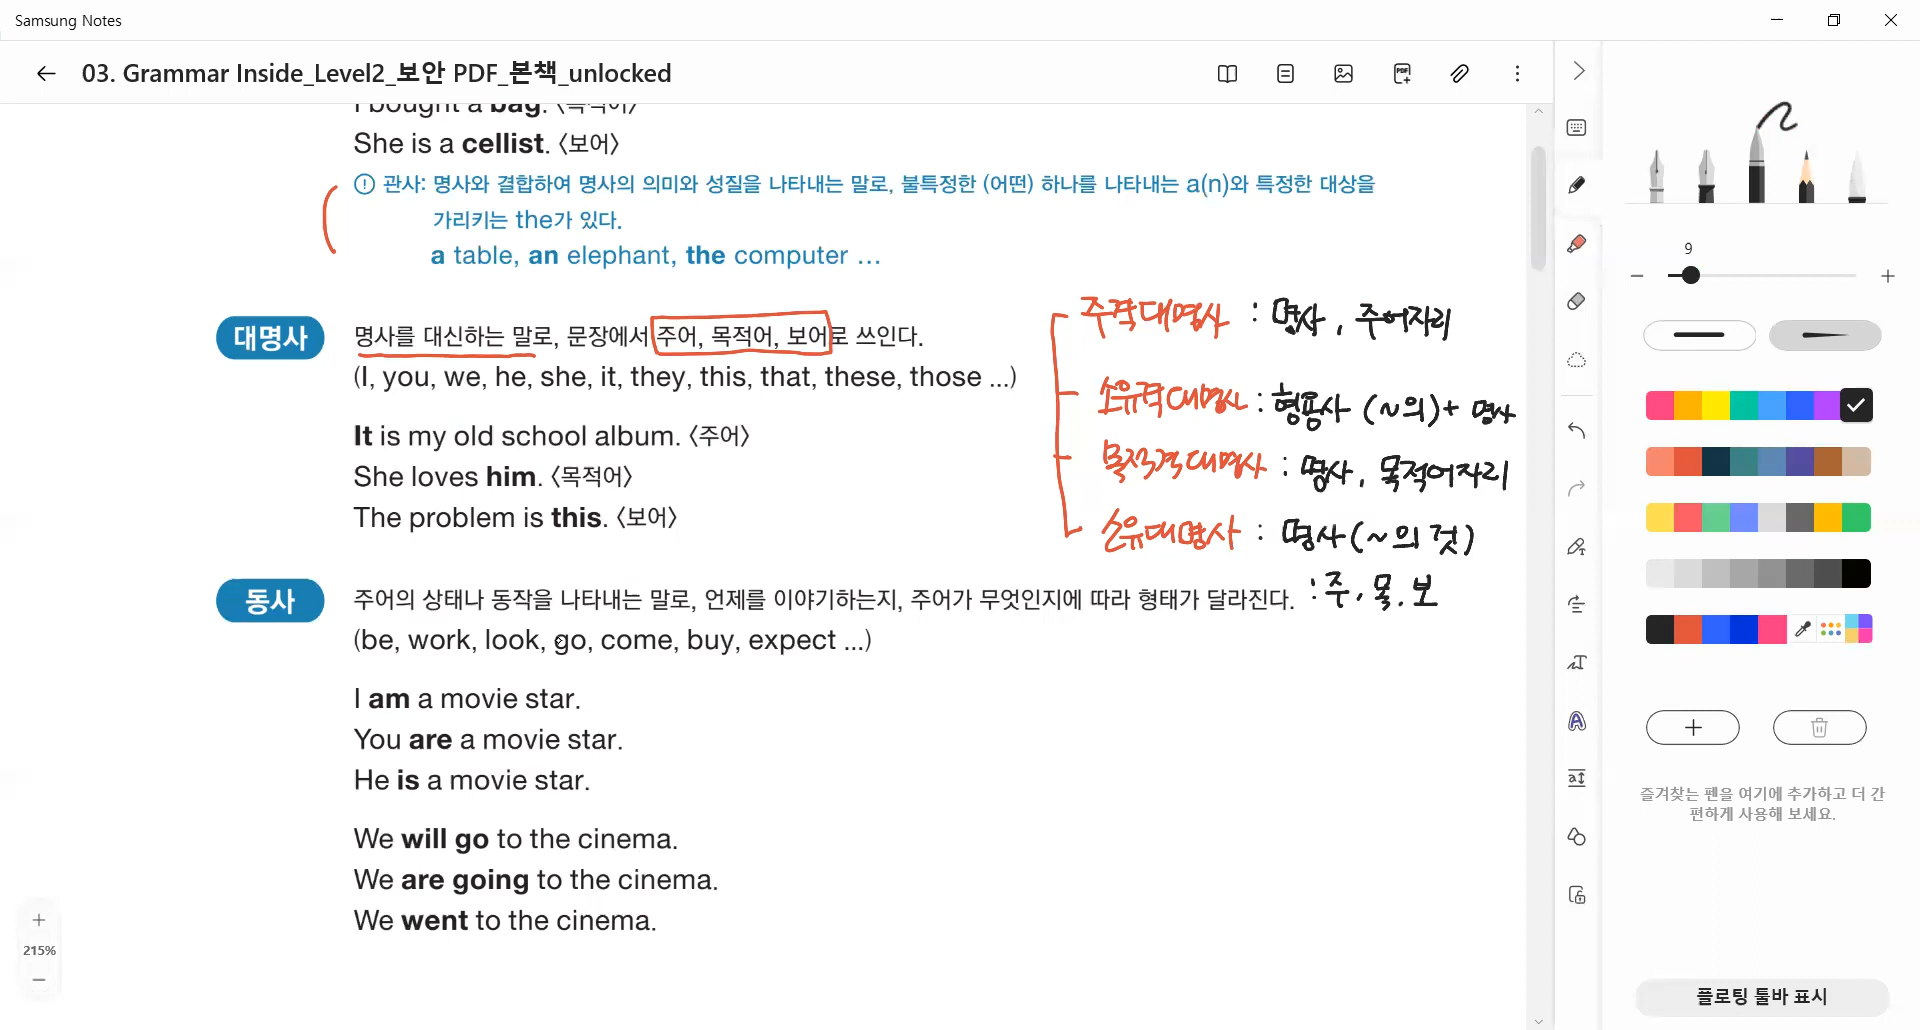 Samsung Notes
03. Grammar Inside_Level2_보안 PDF_본책_unlocked
I bought a bag. 〈목적어〉
She is a cellist. 〈보어〉
관사: 명사와 결합하여 명사의 의미와 성질을 나타내는 말로, 불특정한 (어떤) 하나를 나타내는 a(n)와 특정한 대상을
가리키는 the가 있다.
a table, an elephant, the computer …
대명사
명사를 대신하는 말로, 문장에서 주어, 목적어, 보어로 쓰인다.
(I, you, we, he, she, it, they, this, that, these, those ...)
It is my old school album. 〈주어〉
She loves him. 〈목적어〉
The problem is this. 〈보어〉
주격대명사 : 명사, 주어자리
소유격대명사 : 형용사 (~의) + 명사
목적격대명사 : 명사, 목적어자리
소유대명사 : 명사(~의 것)
: 주, 목, 보
동사
주어의 상태나 동작을 나타내는 말로, 언제를 이야기하는지, 주어가 무엇인지에 따라 형태가 달라진다.
(be, work, look, go, come, buy, expect ...)
I am a movie star.
You are a movie star.
He is a movie star.
We will go to the cinema.
We are going to the cinema.
We went to the cinema.
215%
9
즐겨찾는 펜을 여기에 추가하고 더 간
편하게 사용해 보세요.
플로팅 툴바 표시